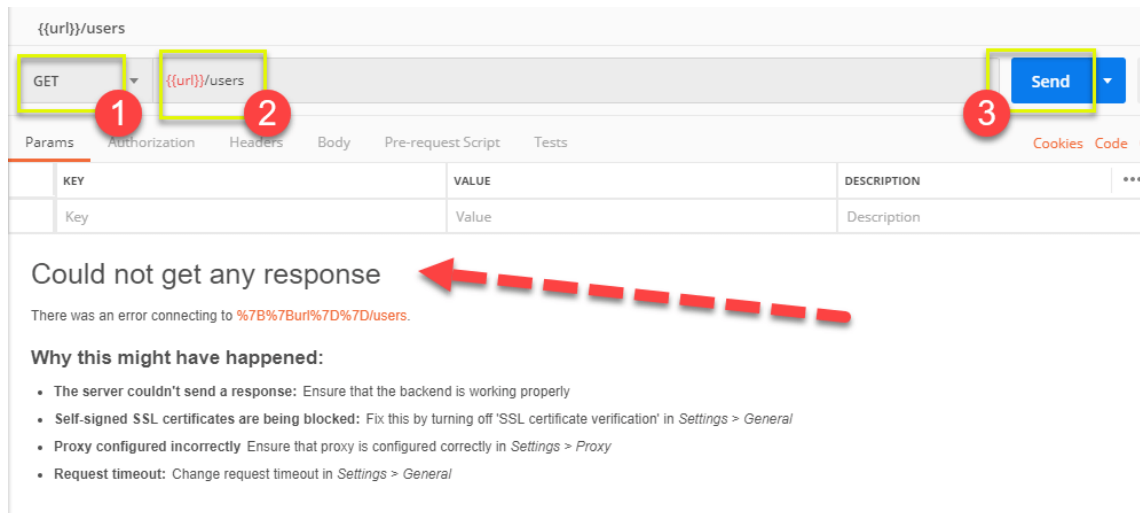 {{url}}/users
GET {{url}}/users Send
1 2 3
Params Authorization Headers Body Pre-request Script Tests Cookies Code
KEY VALUE DESCRIPTION •••
Key Value Description
Could not get any response
There was an error connecting to %7B%7Burl%7D%7D/users.
Why this might have happened:
• The server couldn't send a response: Ensure that the backend is working properly
• Self-signed SSL certificates are being blocked: Fix this by turning off 'SSL certificate verification' in Settings > General
• Proxy configured incorrectly Ensure that proxy is configured correctly in Settings > Proxy
• Request timeout: Change request timeout in Settings > General